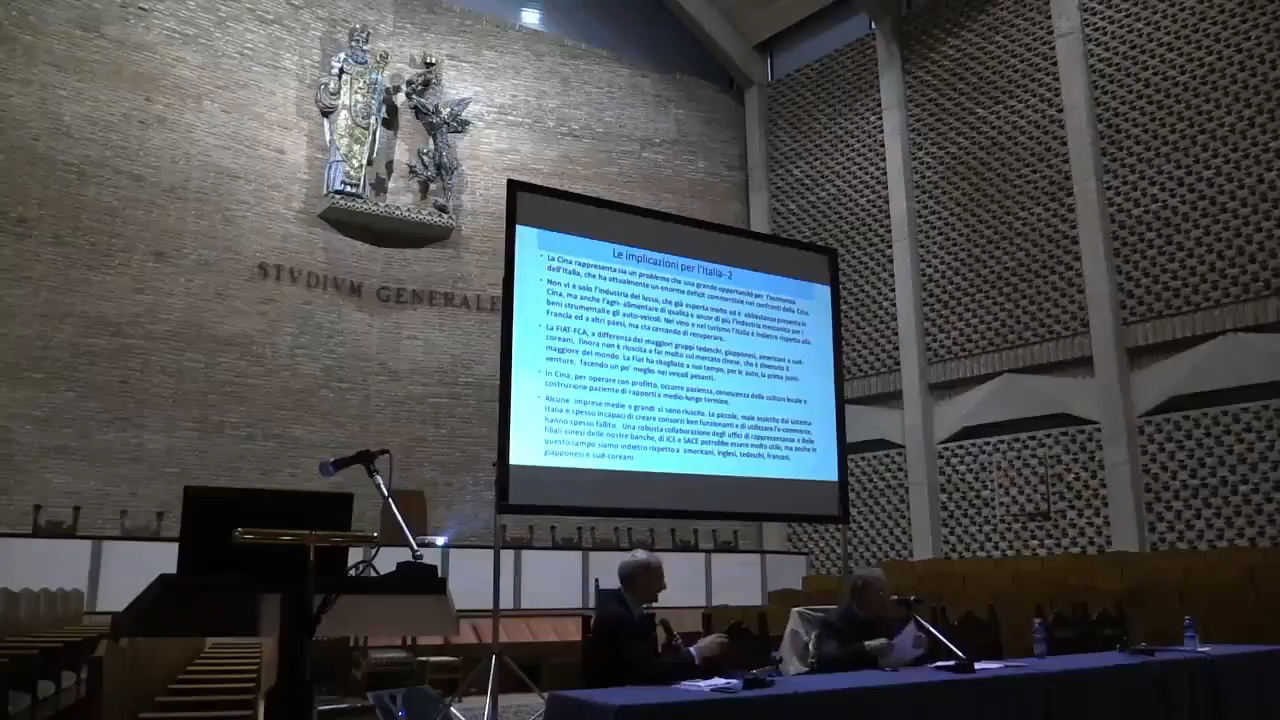 STVDIVM GENERALE
Le implicazioni per l'Italia- 2
• La Cina rappresenta sia un problema che una grande opportunità per l'economia
dell'Italia, che ha attualmente un enorme deficit commerciale nei confronti della Cina.
• Non vi è solo l'industria del lusso, che già esporta molto ed è abbastanza presente in
Cina, ma anche l'agri- alimentare di qualità e ancor di più l'industria meccanica per i
beni strumentali e gli auto-veicoli. Nel vino e nel turismo l'Italia è indietro rispetto alla
Francia ed a altri paesi, ma sta cercando di recuperare.
• La FIAT-FCA, a differenza dei maggiori gruppi tedeschi, giapponesi, americani e sud-
coreani, finora non è riuscita a far molto sul mercato cinese, che è divenuto il
maggiore del mondo. La Fiat ha sbagliato a suo tempo, per le auto, la prima joint-
venture, facendo un po' meglio nei veicoli pesanti.
• In Cina, per operare con profitto, occorre pazienza, conoscenza della cultura locale e
costruzione paziente di rapporti a medio-lungo termine.
• Alcune imprese medie e grandi ci sono riuscite. Le piccole, male assistite dal sistema-
Italia e spesso incapaci di creare consorzi ben funzionanti e di utilizzare l'e-commerce,
hanno spesso fallito. Una robusta collaborazione degli uffici di rappresentanza o delle
filiali cinesi delle nostre banche, di ICE e SACE potrebbe essere molto utile, ma anche in
questo campo siamo indietro rispetto a americani, inglesi, tedeschi, francesi,
giapponesi e sud-coreani.